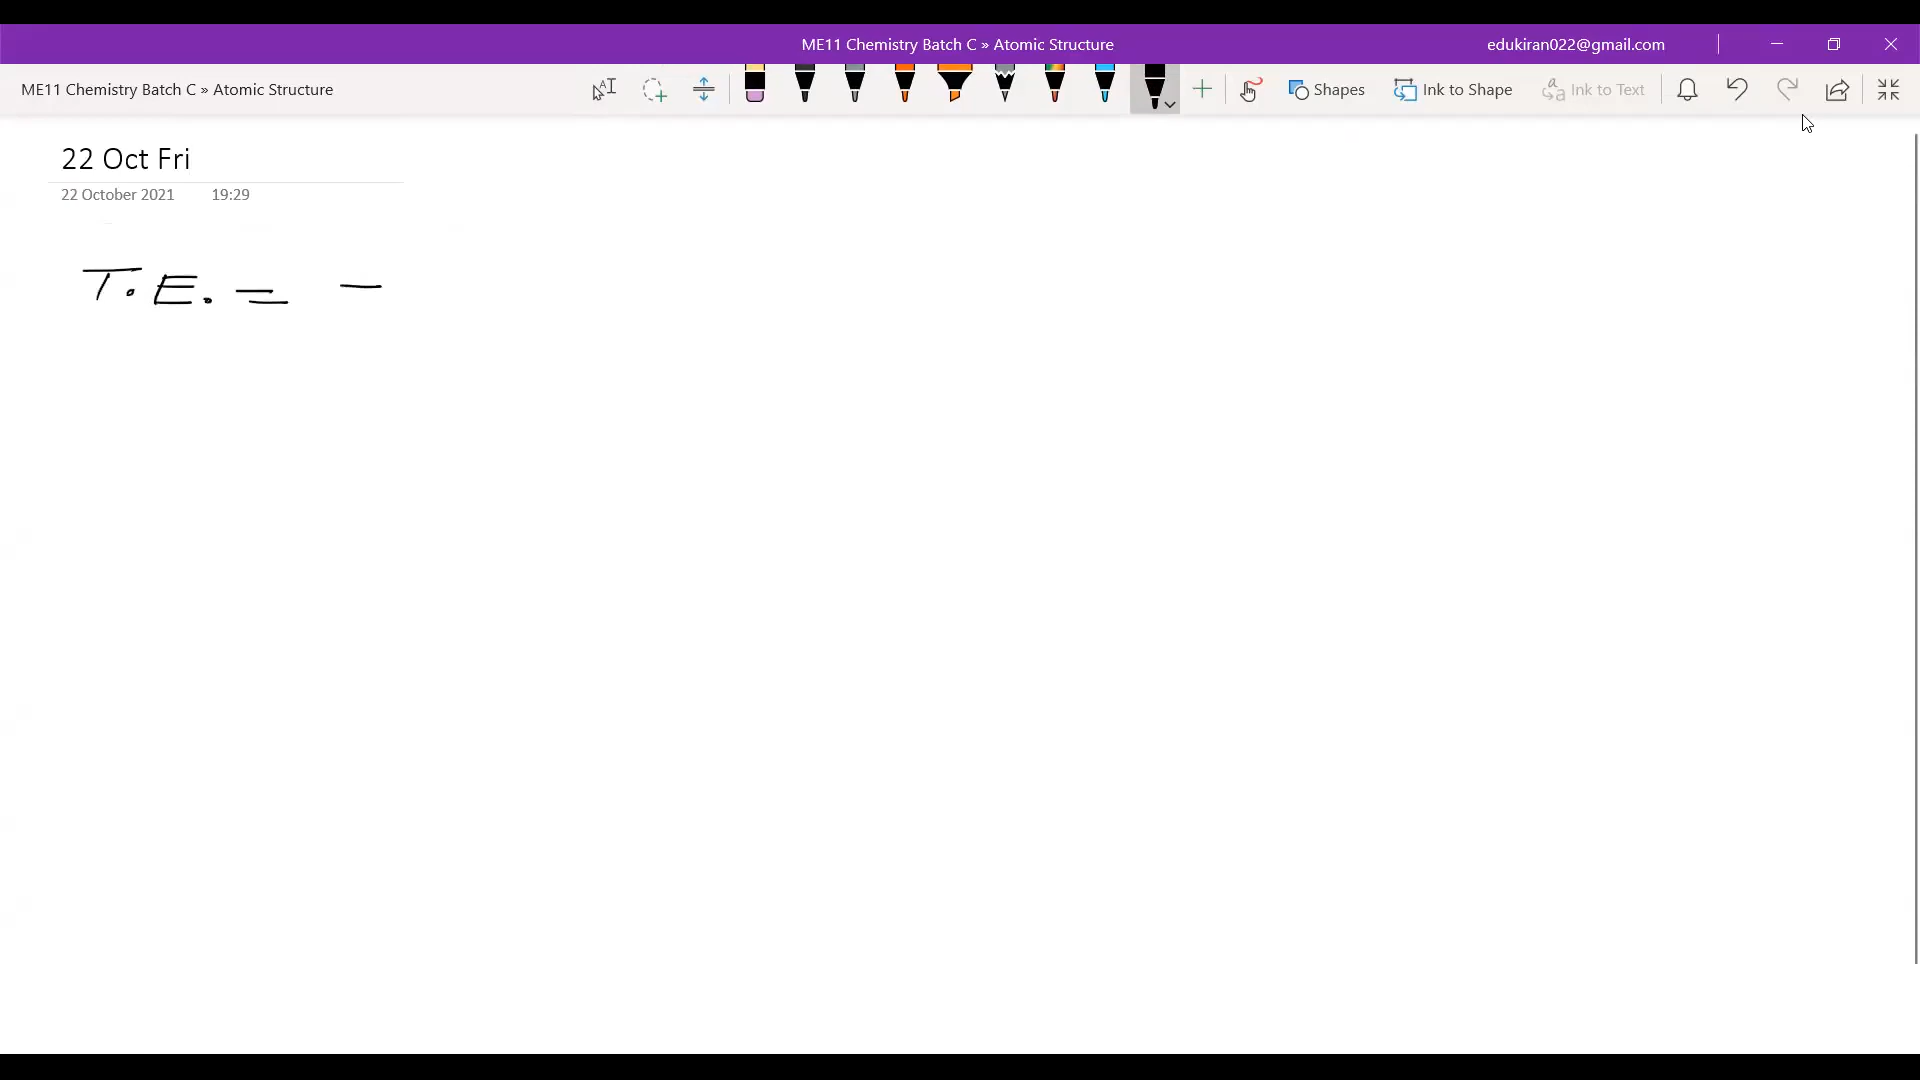 ME11 Chemistry Batch C » Atomic Structure
edukiran022@gmail.com
ME11 Chemistry Batch C » Atomic Structure
Shapes
Ink to Shape
Ink to Text
22 Oct Fri
22 October 2021 19:29
T.E. = -